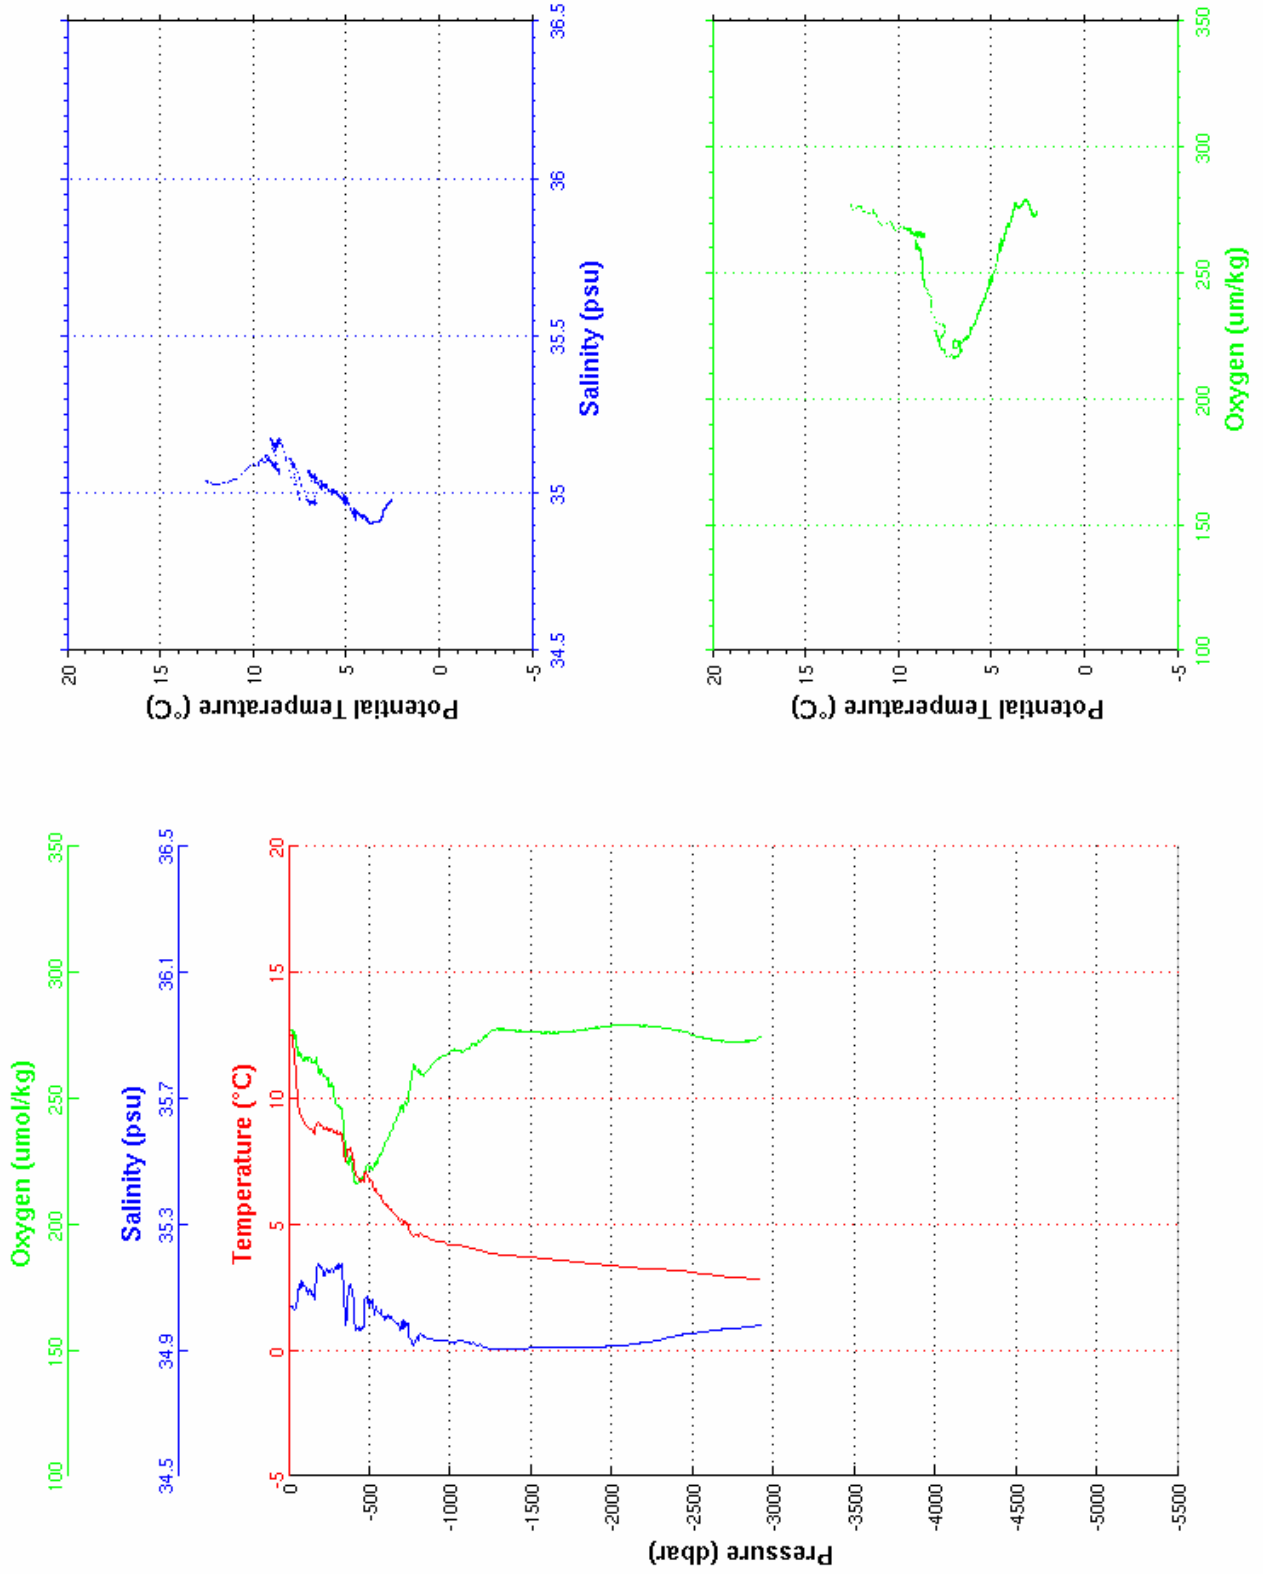 Oxygen (umol/kg)
100 150 200 250 300 350
Salinity (psu)
34.5 34.9 35.3 35.7 36.1 36.5
Temperature (°C)
-5 0 5 10 15 20
Pressure (dbar)
0
-500
-1000
-1500
-2000
-2500
-3000
-3500
-4000
-4500
-5000
-5500
Potential Temperature (°C)
20
15
10
5
0
-5
34.5 35 35.5 36 36.5
Salinity (psu)
Potential Temperature (°C)
20
15
10
5
0
-5
100 150 200 250 300 350
Oxygen (um/kg)